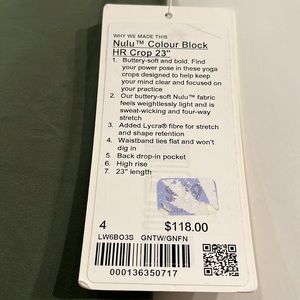 WHY WE MADE THIS
Nulu™ Colour Block
HR Crop 23"
1. Buttery-soft and bold. Find
your power pose in these yoga
crops designed to help keep
your mind clear and focused on
your practice
2. Our buttery-soft Nulu™ fabric
feels weightlessly light and is
sweat-wicking and four-way
stretch
3. Added Lycra® fibre for stretch
and shape retention
4. Waistband lies flat and won't
dig in
5. Back drop-in pocket
6. High rise
7. 23" length
4 $118.00
LW6BO3S GNTW/GNFN
000136350717